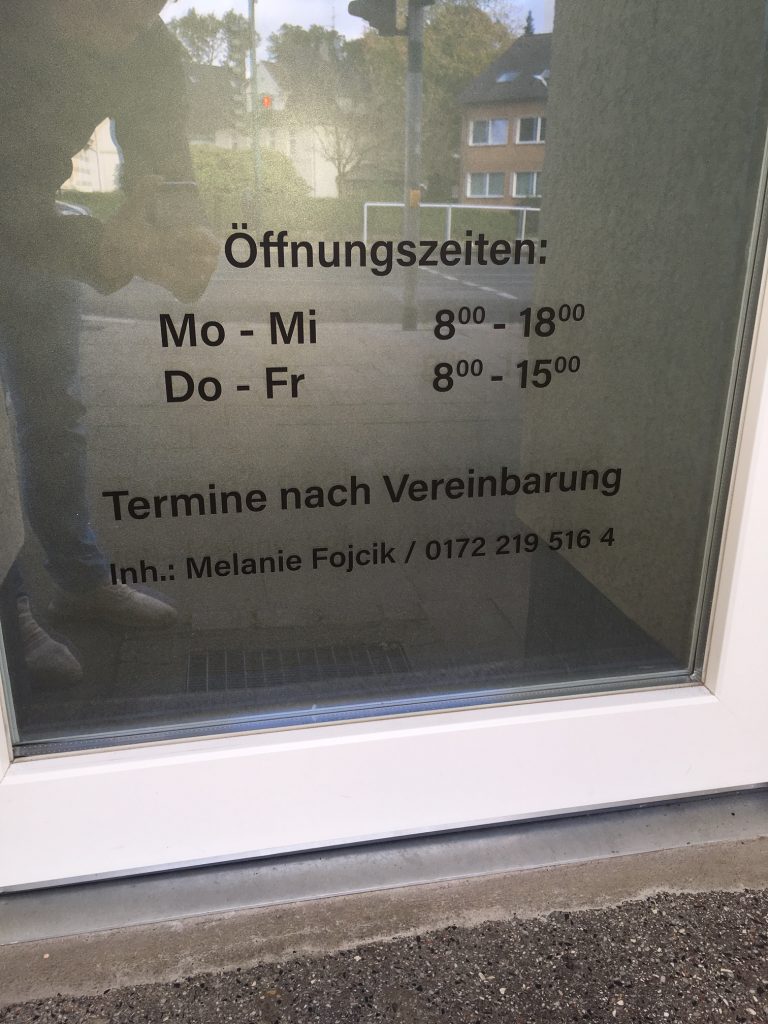 Öffnungszeiten:
Mo - Mi 8⁰⁰ - 18⁰⁰
Do - Fr 8⁰⁰ - 15⁰⁰
Termine nach Vereinbarung
Inh.: Melanie Fojcik / 0172 219 516 4